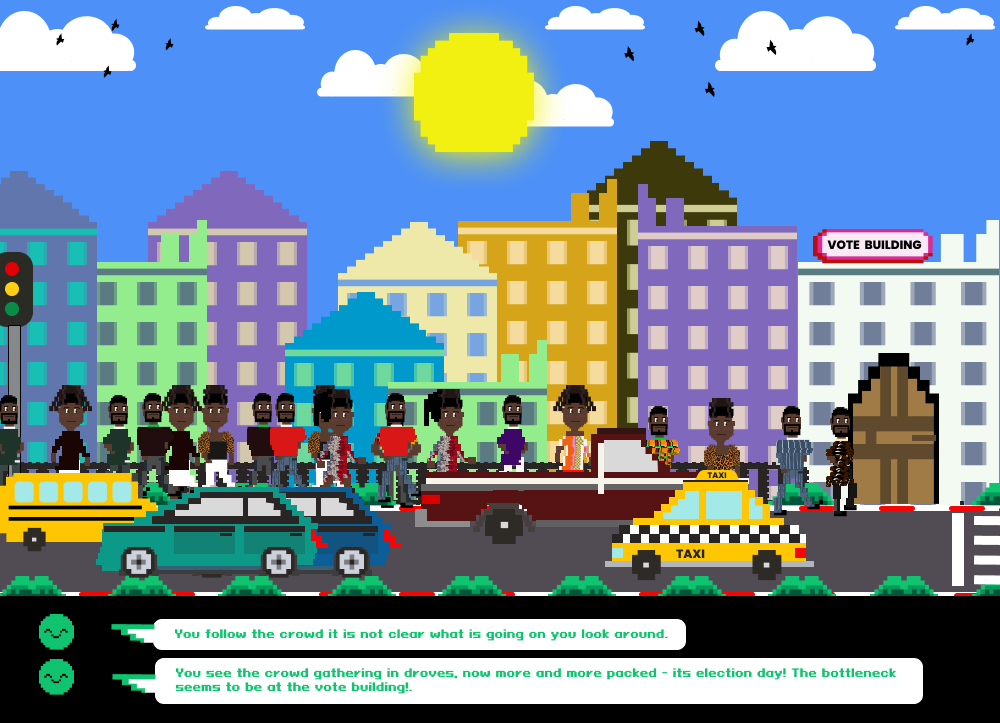 VOTE BUILDING
TAXI
TAXI
You follow the crowd it is not clear what is going on you look around.
You see the crowd gathering in droves, now more and more packed - its election day! The bottleneck
seems to be at the vote building!.